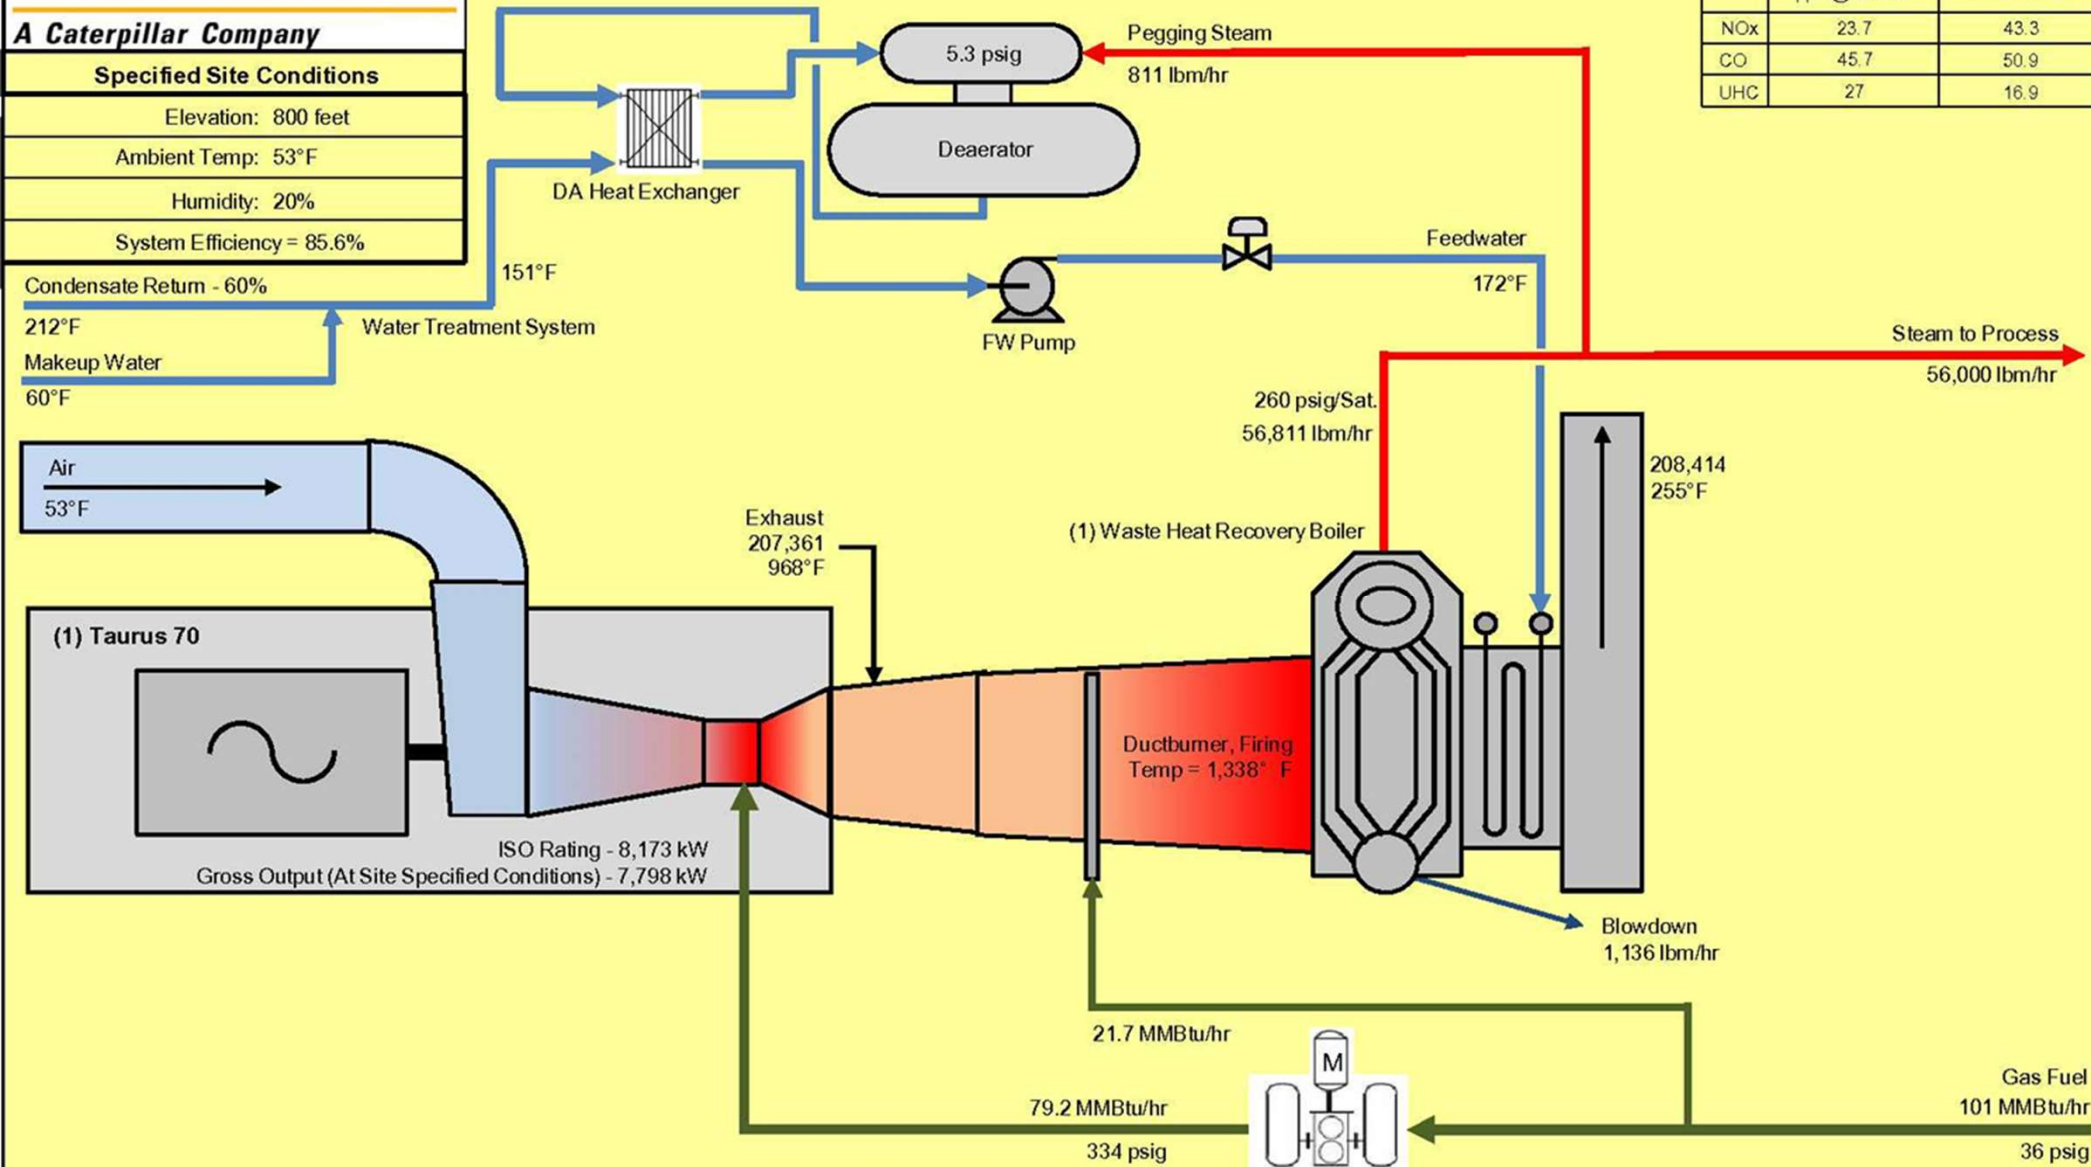 A Caterpillar Company
Specified Site Conditions
Elevation: 800 feet
Ambient Temp: 53°F
Humidity: 20%
System Efficiency = 85.6%
Condensate Return - 60%
212°F
Makeup Water
60°F
151°F
Water Treatment System
DA Heat Exchanger
5.3 psig
Deaerator
Pegging Steam
811 lbm/hr
NOx 23.7 43.3
CO 45.7 50.9
UHC 27 16.9
FW Pump
Feedwater
172°F
Steam to Process
56,000 lbm/hr
260 psig/Sat.
56,811 lbm/hr
Air
53°F
Exhaust
207,361
968°F
(1) Waste Heat Recovery Boiler
208,414
255°F
(1) Taurus 70
ISO Rating - 8,173 kW
Gross Output (At Site Specified Conditions) - 7,798 kW
Ductburner, Firing
Temp = 1,338° F
Blowdown
1,136 lbm/hr
21.7 MMBtu/hr
M
79.2 MMBtu/hr
334 psig
Gas Fuel
101 MMBtu/hr
36 psig